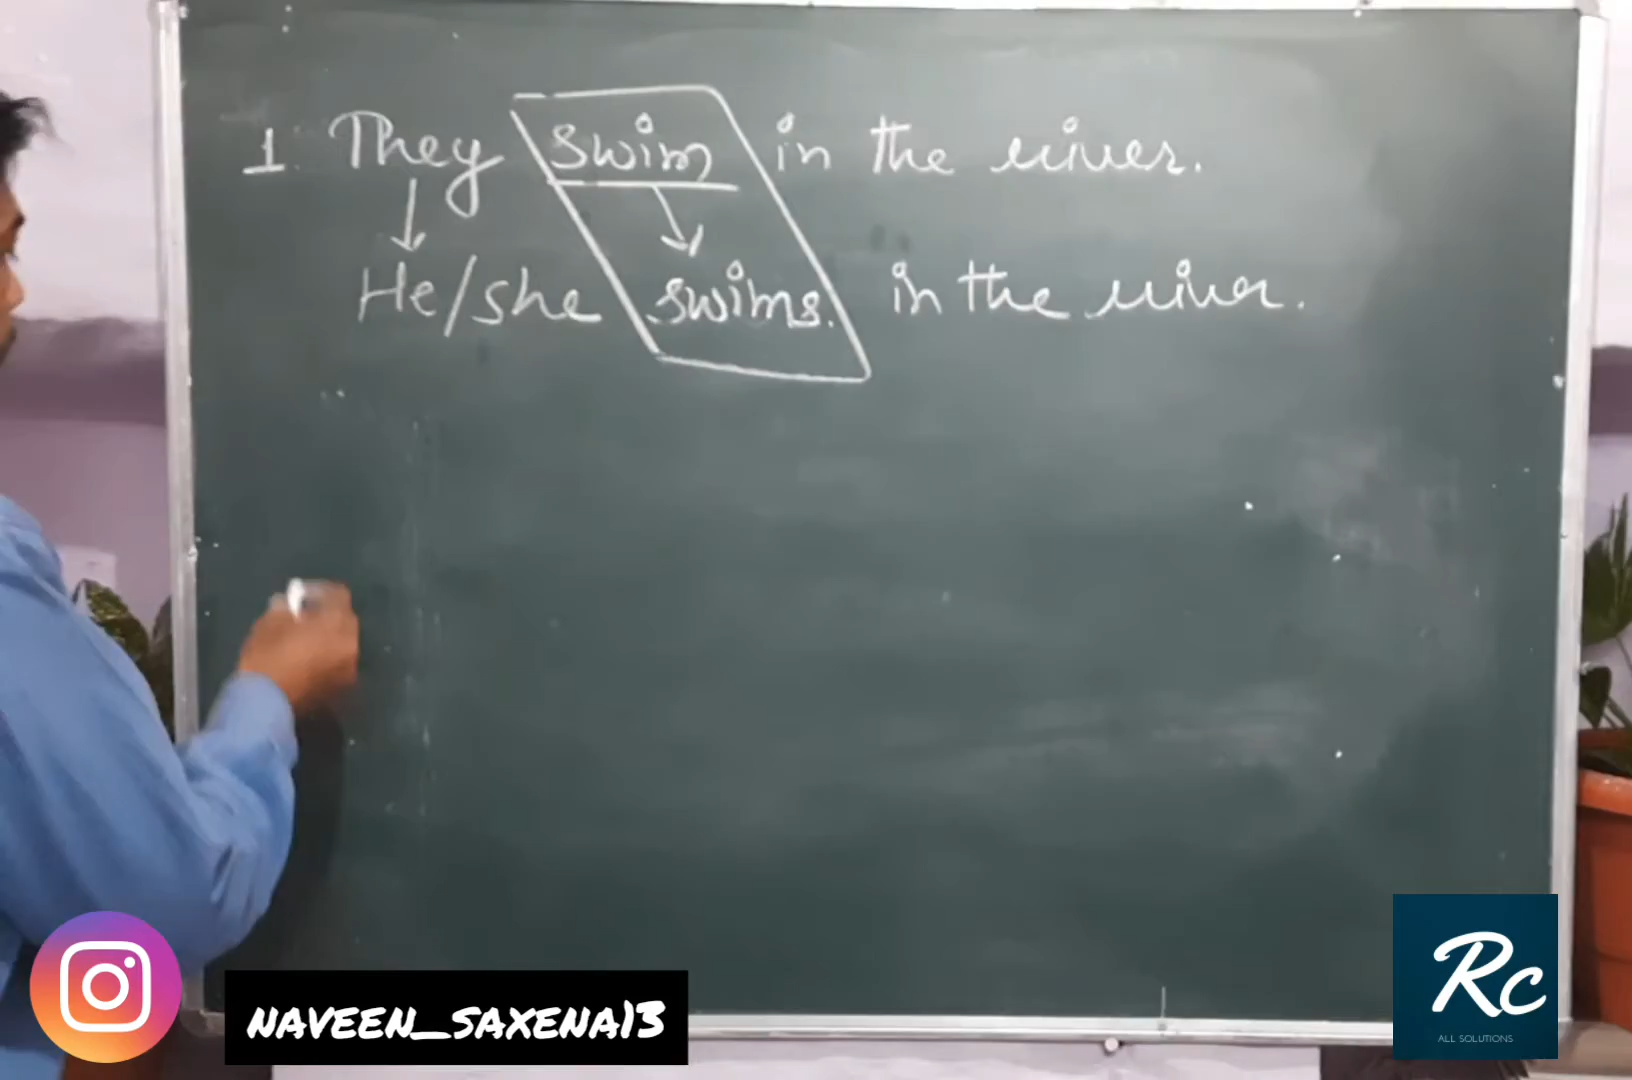 1. They swim in the river.
He/she swims. in the river.
NAVEEN_SAXENA13
Rc
ALL SOLUTIONS